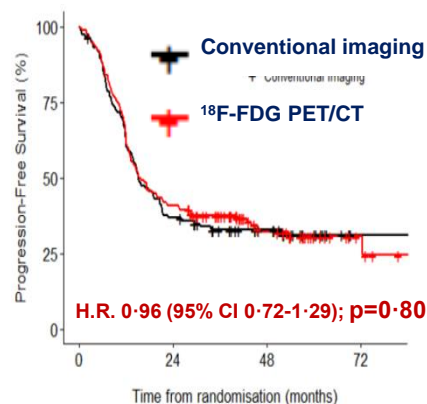 100
75
50
25
0
Progression-Free Survival (%)
Conventional imaging
Conventional imaging
¹⁸F-FDG PET/CT
H.R. 0·96 (95% CI 0·72-1·29); p=0·80
0 24 48 72
Time from randomisation (months)